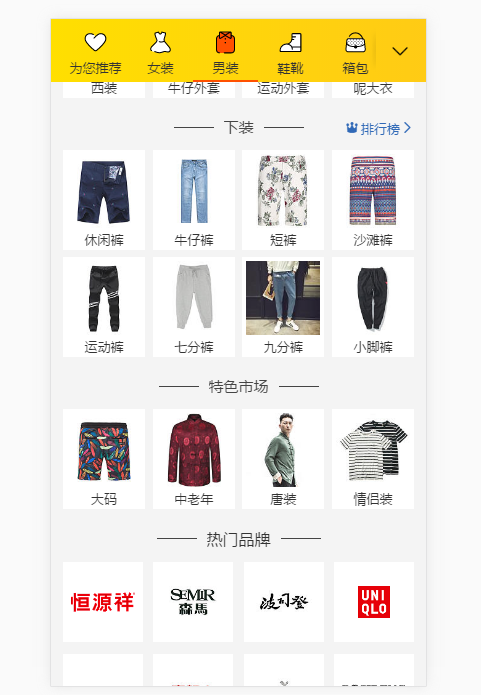 为您推荐 女装 男装 鞋靴 箱包
西装 牛仔外套 运动外套 呢大衣
下装 排行榜
休闲裤 牛仔裤 短裤 沙滩裤
运动裤 七分裤 九分裤 小脚裤
特色市场
大码 中老年 唐装 情侣装
热门品牌
恒源祥 SEMIR 森馬 波司登 UNI QLO